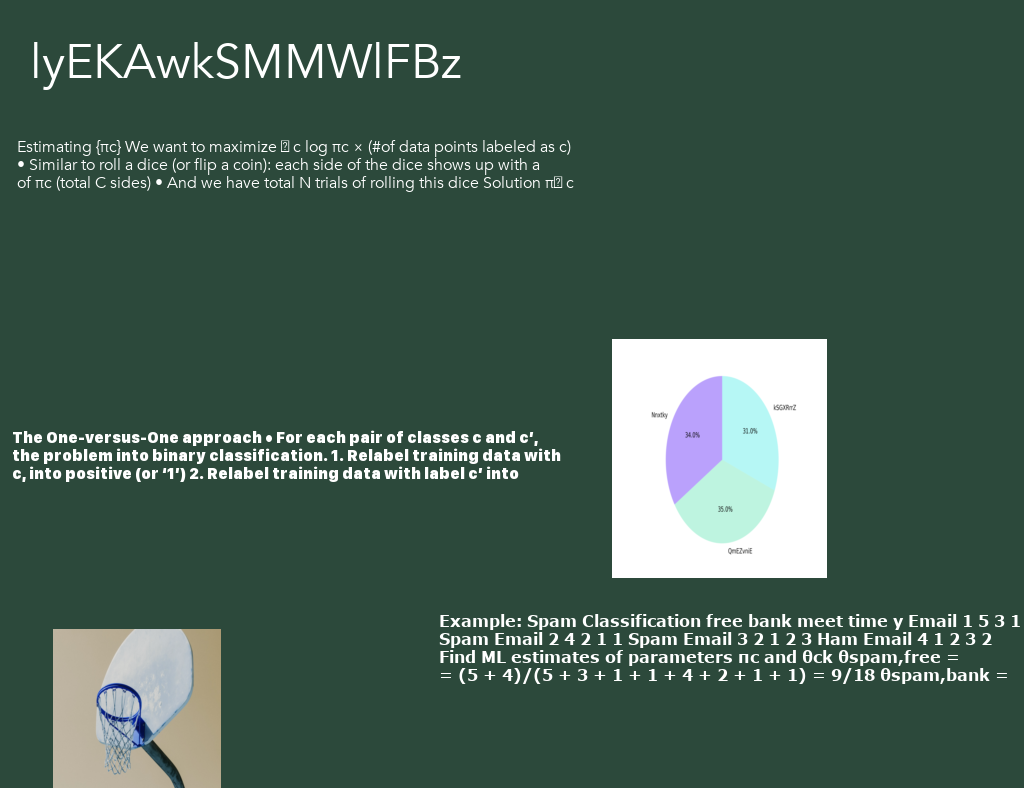 lyEKAwkSMMWlFBz
Estimating {πc} We want to maximize c log πc × (#of data points labeled as c)
• Similar to roll a dice (or flip a coin): each side of the dice shows up with a
of πc (total C sides) • And we have total N trials of rolling this dice Solution π c
The One-versus-One approach • For each pair of classes c and c′,
the problem into binary classification. 1. Relabel training data with
c, into positive (or ‘1’) 2. Relabel training data with label c′ into
Nnxtky
kSGXRrrZ
34.0%
31.0%
35.0%
QmEZvniE
Example: Spam Classification free bank meet time y Email 1 5 3 1
Spam Email 2 4 2 1 1 Spam Email 3 2 1 2 3 Ham Email 4 1 2 3 2
Find ML estimates of parameters πc and θck θspam,free =
= (5 + 4)/(5 + 3 + 1 + 1 + 4 + 2 + 1 + 1) = 9/18 θspam,bank =